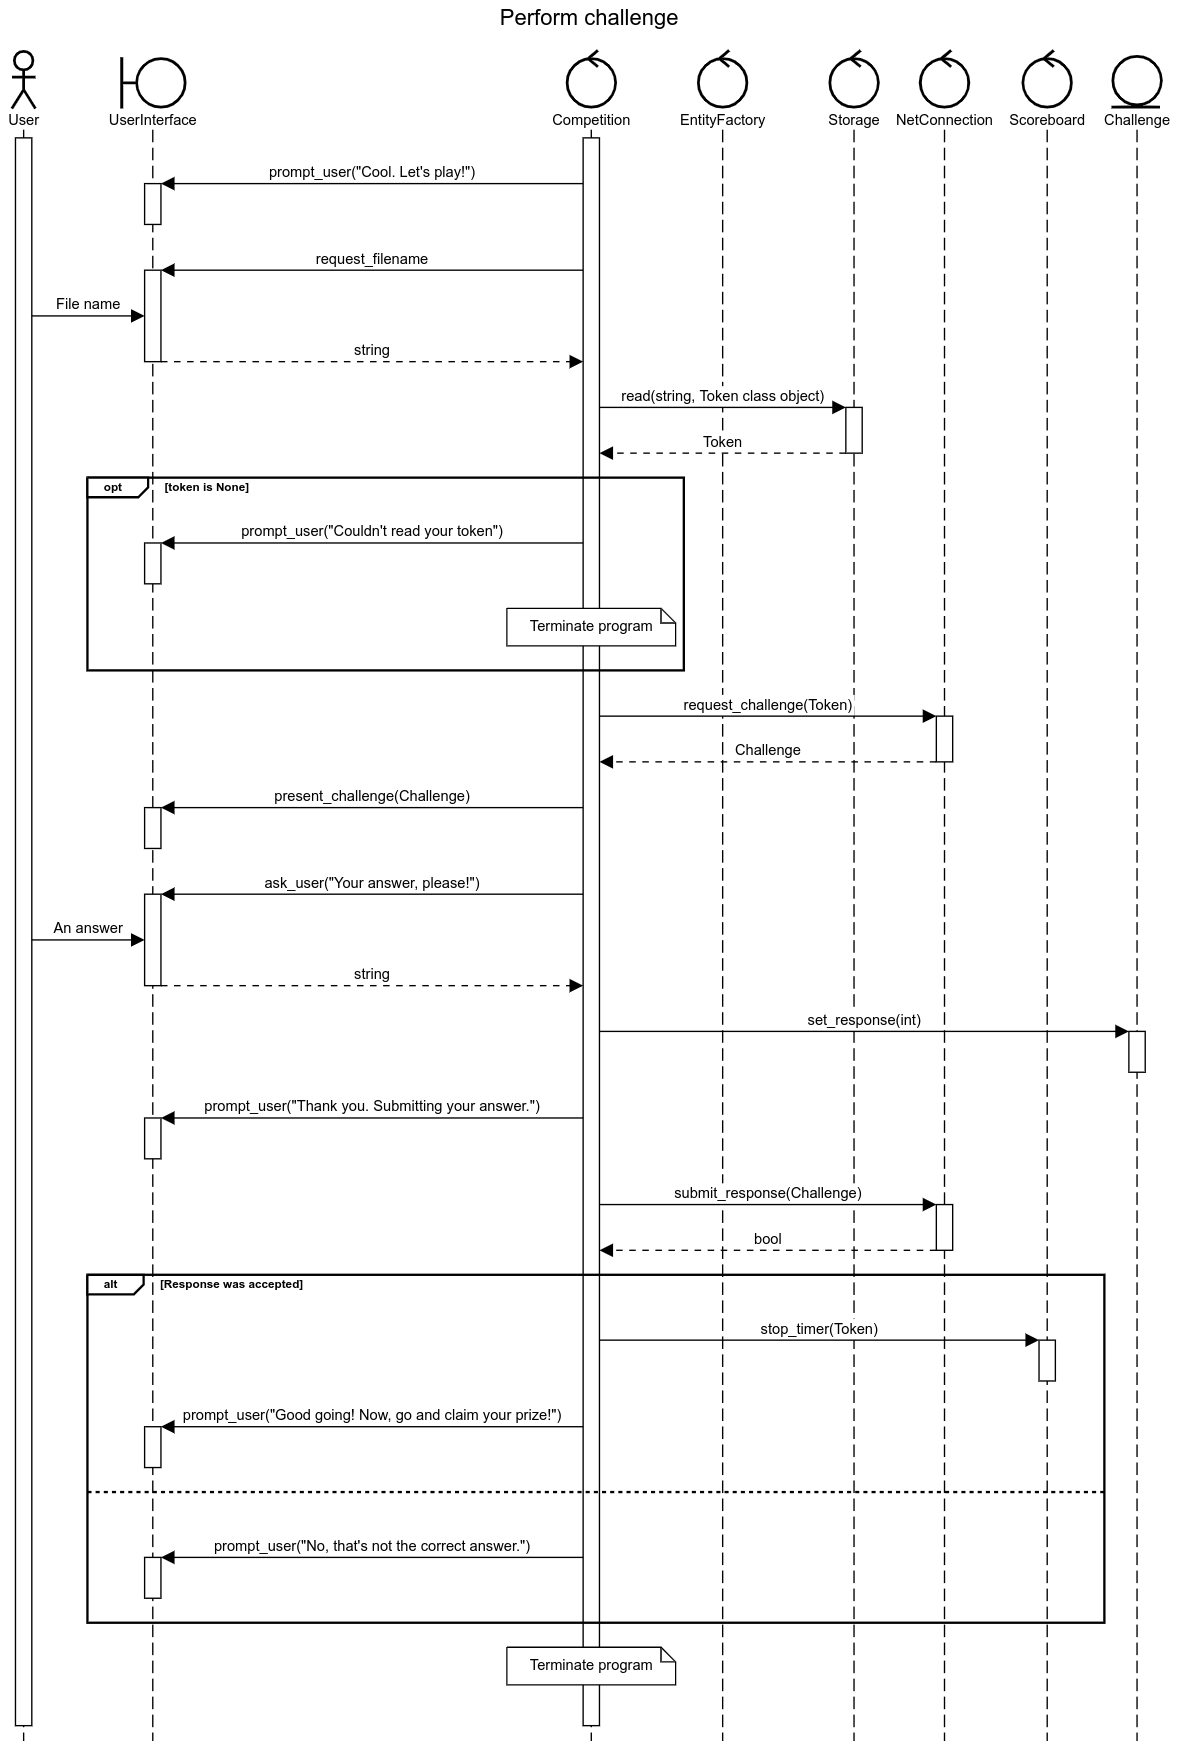 Perform challenge
User
UserInterface
Competition
EntityFactory
Storage
NetConnection
Scoreboard
Challenge
prompt_user("Cool. Let's play!")
request_filename
File name
string
read(string, Token class object)
Token
opt
[token is None]
prompt_user("Couldn't read your token")
Terminate program
request_challenge(Token)
Challenge
present_challenge(Challenge)
ask_user("Your answer, please!")
An answer
string
set_response(int)
prompt_user("Thank you. Submitting your answer.")
submit_response(Challenge)
bool
alt
[Response was accepted]
stop_timer(Token)
prompt_user("Good going! Now, go and claim your prize!")
prompt_user("No, that's not the correct answer.")
Terminate program